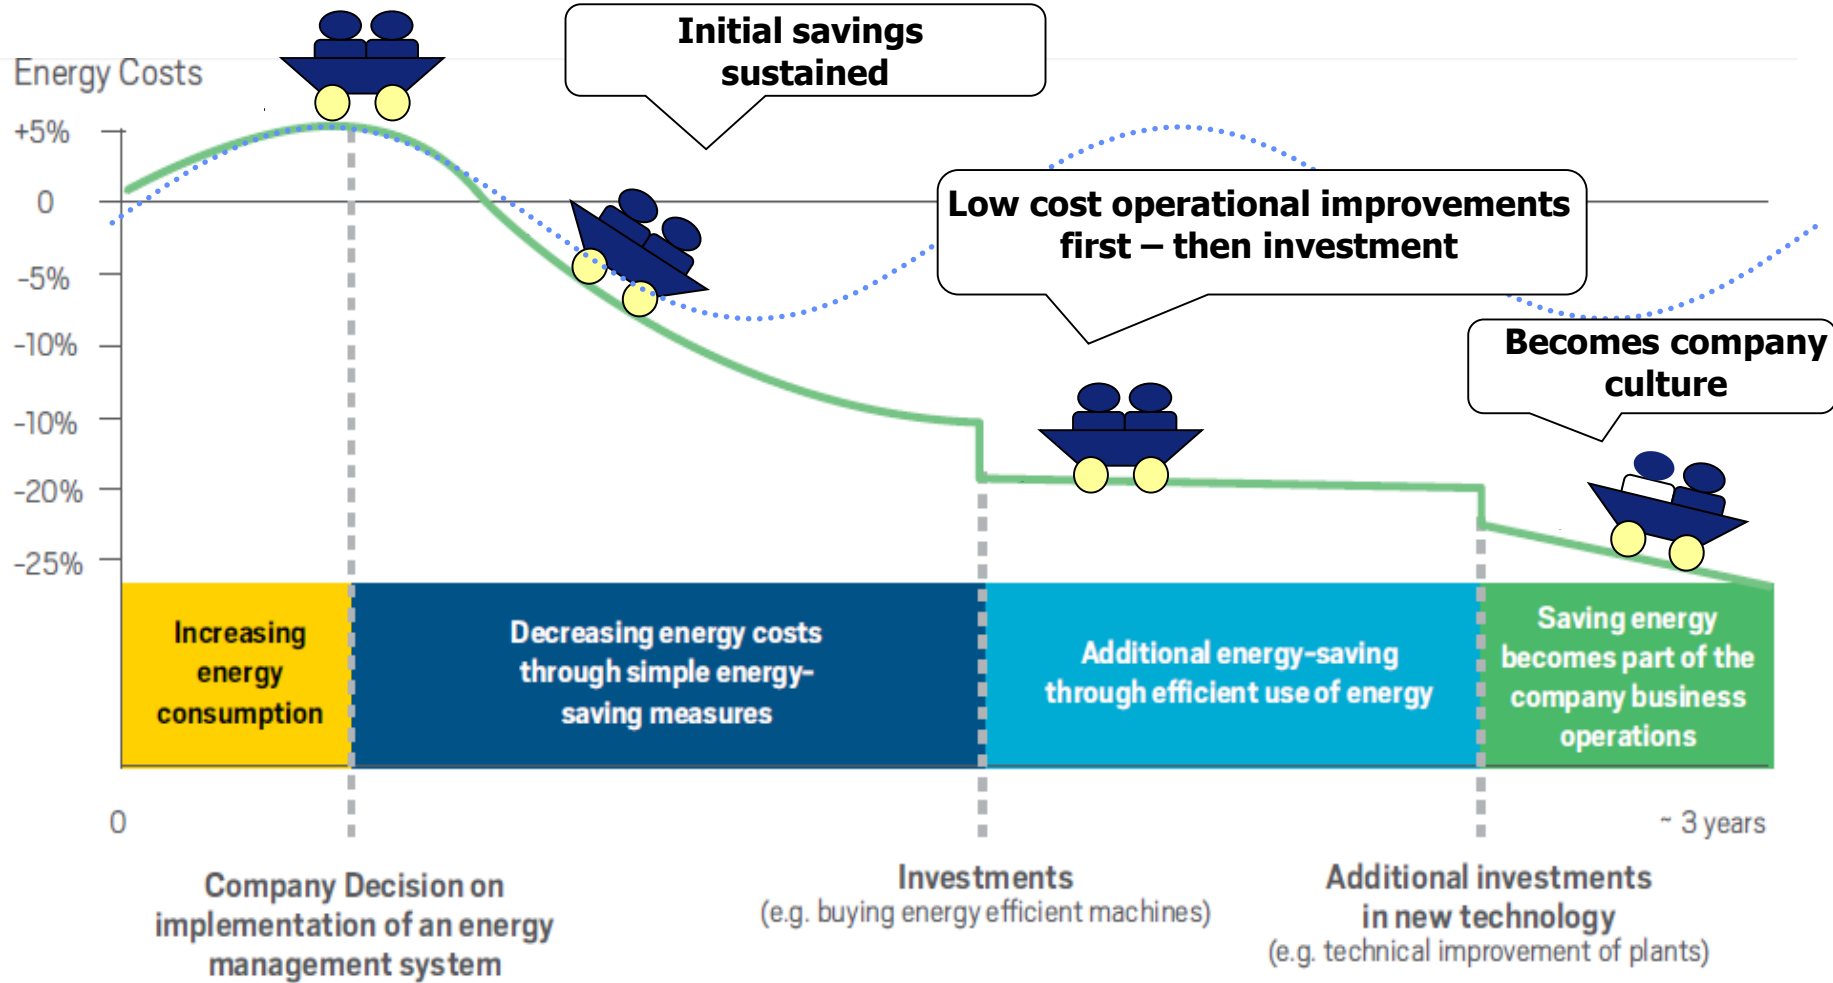 Initial savings
sustained
Energy Costs
+5%
0
-5%
-10%
-10%
-20%
-25%
Low cost operational improvements
first – then investment
Becomes company
culture
Increasing
energy
consumption
Decreasing energy costs
through simple energy-
saving measures
Additional energy-saving
through efficient use of energy
Saving energy
becomes part of the
company business
operations
0
~ 3 years
Company Decision on
implementation of an energy
management system
Investments
(e.g. buying energy efficient machines)
Additional investments
in new technology
(e.g. technical improvement of plants)